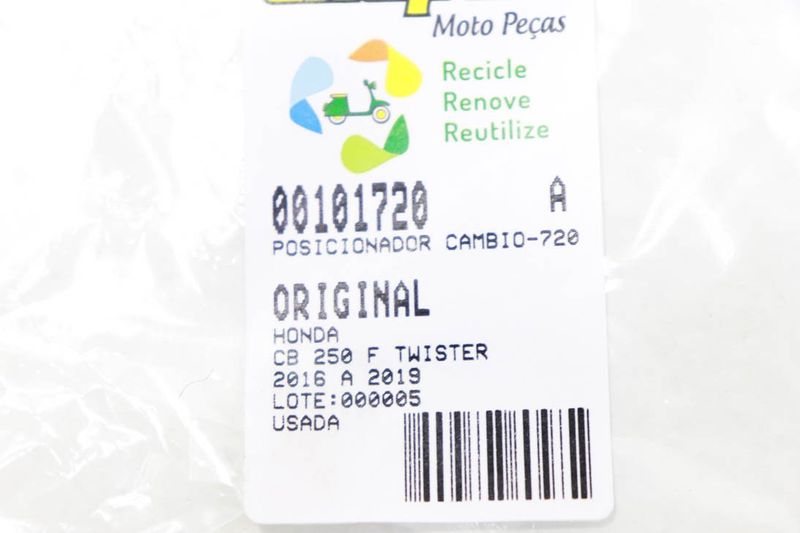 Moto Peças
Recicle
Renove
Reutilize
00101720 A
POSICIONADOR CAMBIO-720
ORIGINAL
HONDA
CB 250 F TWISTER
2016 A 2019
LOTE:000005
USADA